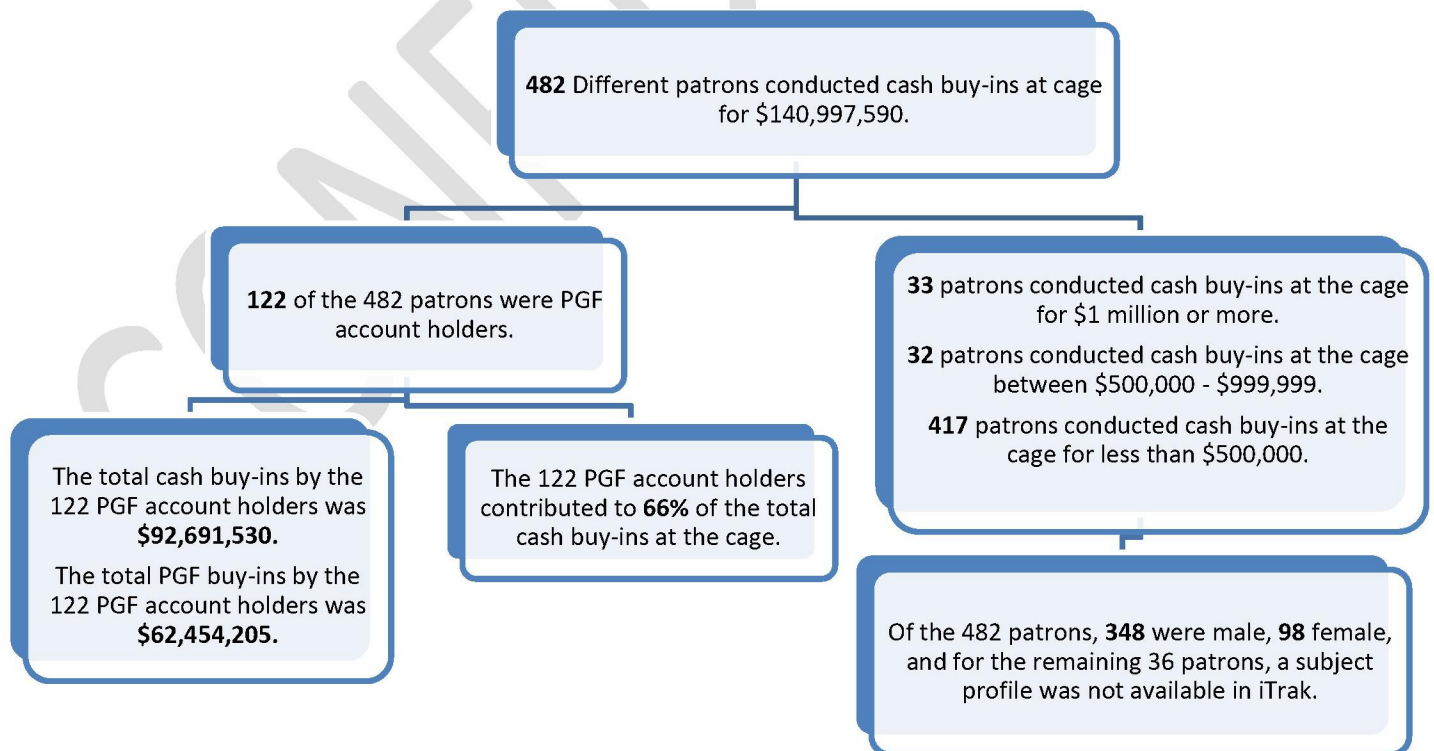 482 Different patrons conducted cash buy-ins at cage
for $140,997,590.
122 of the 482 patrons were PGF
account holders.
33 patrons conducted cash buy-ins at the cage
for $1 million or more.
32 patrons conducted cash buy-ins at the cage
between $500,000 - $999,999.
417 patrons conducted cash buy-ins at the
cage for less than $500,000.
The total cash buy-ins by the
122 PGF account holders was
$92,691,530.
The total PGF buy-ins by the
122 PGF account holders was
$62,454,205.
The 122 PGF account holders
contributed to 66% of the total
cash buy-ins at the cage.
Of the 482 patrons, 348 were male, 98 female,
and for the remaining 36 patrons, a subject
profile was not available in iTrak.